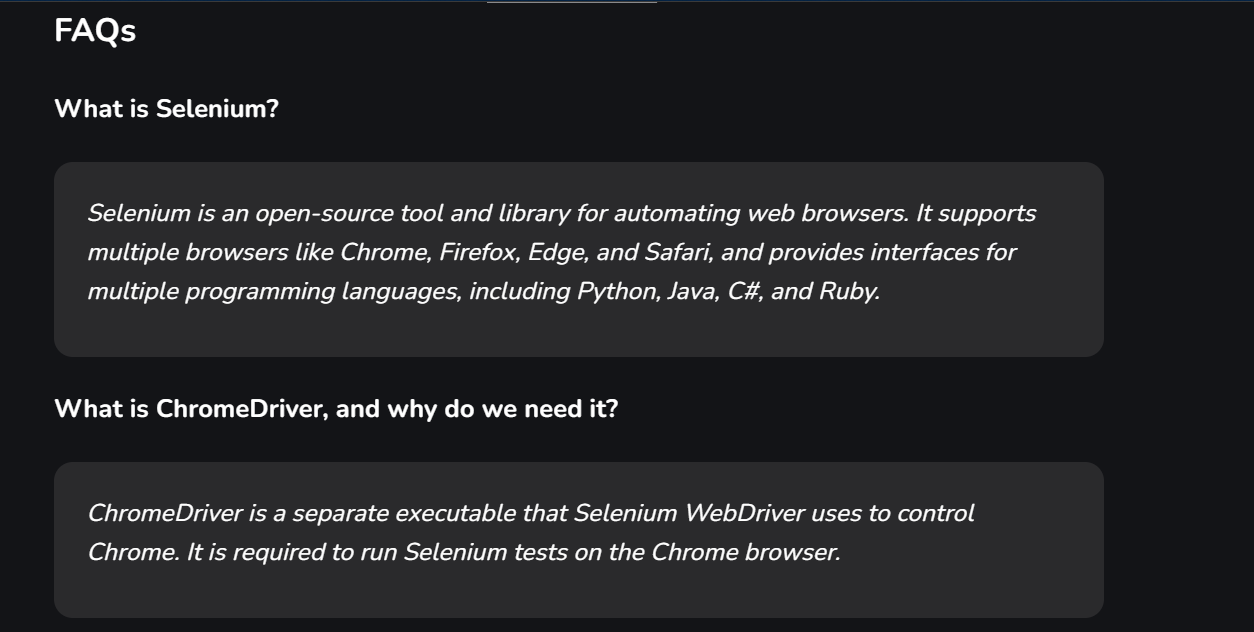 FAQs
What is Selenium?
Selenium is an open-source tool and library for automating web browsers. It supports
multiple browsers like Chrome, Firefox, Edge, and Safari, and provides interfaces for
multiple programming languages, including Python, Java, C#, and Ruby.
What is ChromeDriver, and why do we need it?
ChromeDriver is a separate executable that Selenium WebDriver uses to control
Chrome. It is required to run Selenium tests on the Chrome browser.